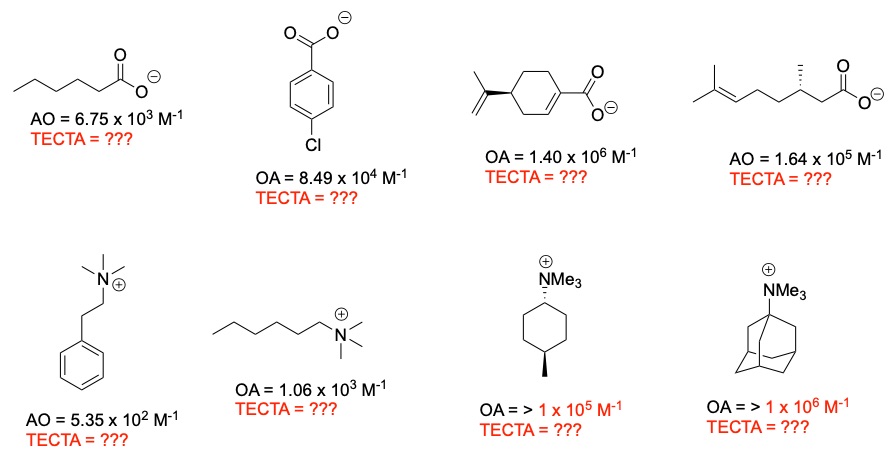 O
O ⊖
AO = 6.75 x 10³ M⁻¹
TECTA = ???
⊖
O O
Cl
OA = 8.49 x 10⁴ M⁻¹
TECTA = ???
O
O ⊖
OA = 1.40 x 10⁶ M⁻¹
TECTA = ???
O
O ⊖
AO = 1.64 x 10⁵ M⁻¹
TECTA = ???
N ⊕
AO = 5.35 x 10² M⁻¹
TECTA = ???
⊕
N
OA = 1.06 x 10³ M⁻¹
TECTA = ???
⊕
NMe₃
OA = > 1 x 10⁵ M⁻¹
TECTA = ???
⊕
NMe₃
OA = > 1 x 10⁶ M⁻¹
TECTA = ???